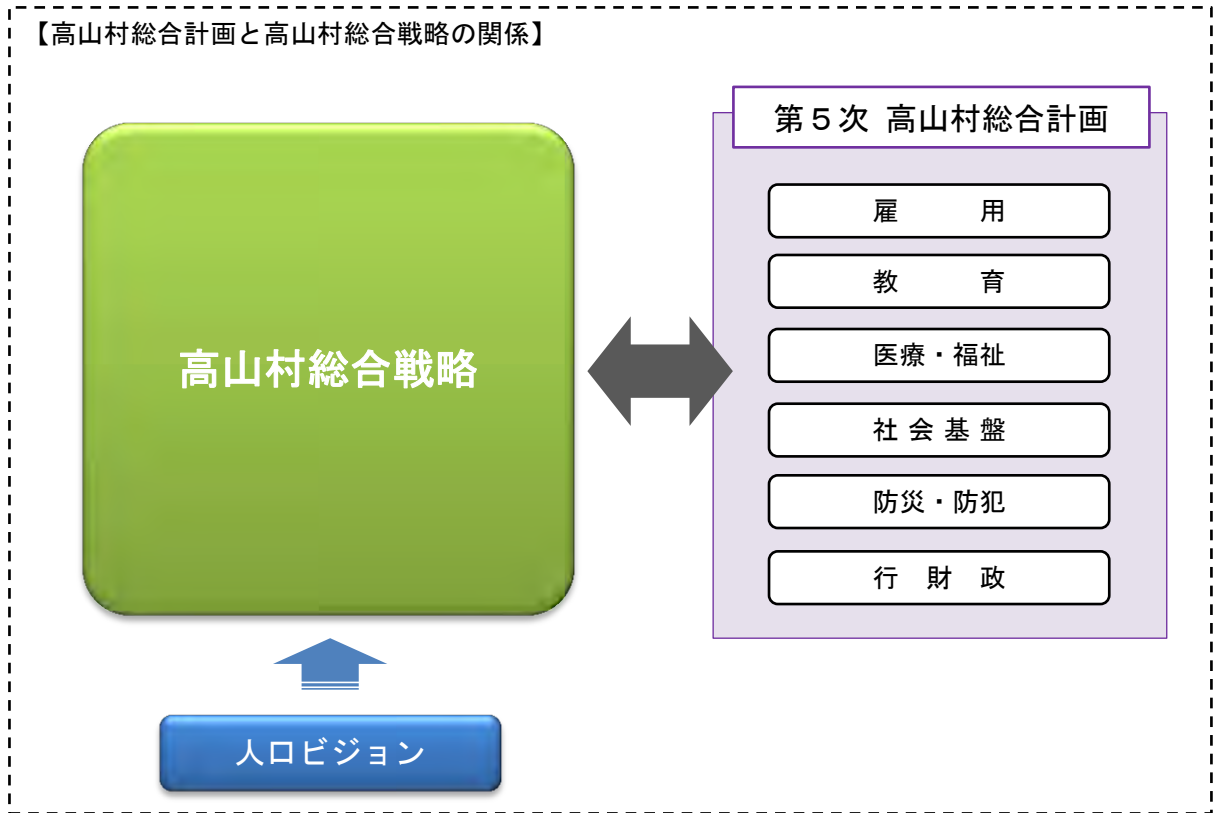 【高山村総合計画と高山村総合戦略の関係】
第５次 高山村総合計画
雇　　用
教　　育
医療・福祉
高山村総合戦略
社 会 基 盤
防災・防犯
行　財　政
人口ビジョン